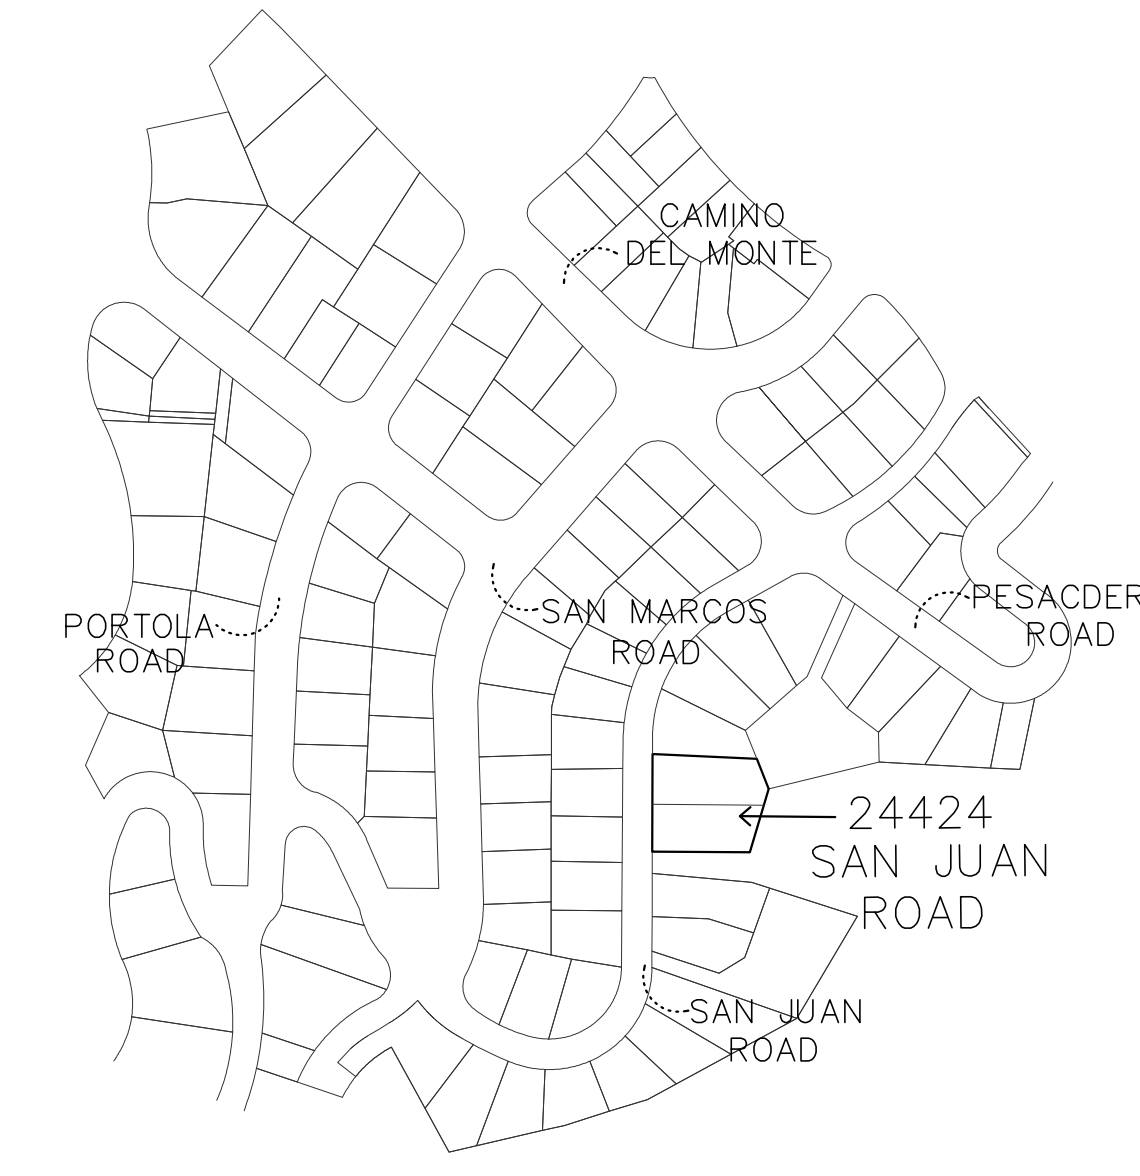 CAMINO
DEL MONTE
PESACDER
ROAD
SAN MARCOS
ROAD
PORTOLA
ROAD
24424
SAN JUAN
ROAD
SAN JUAN
ROAD